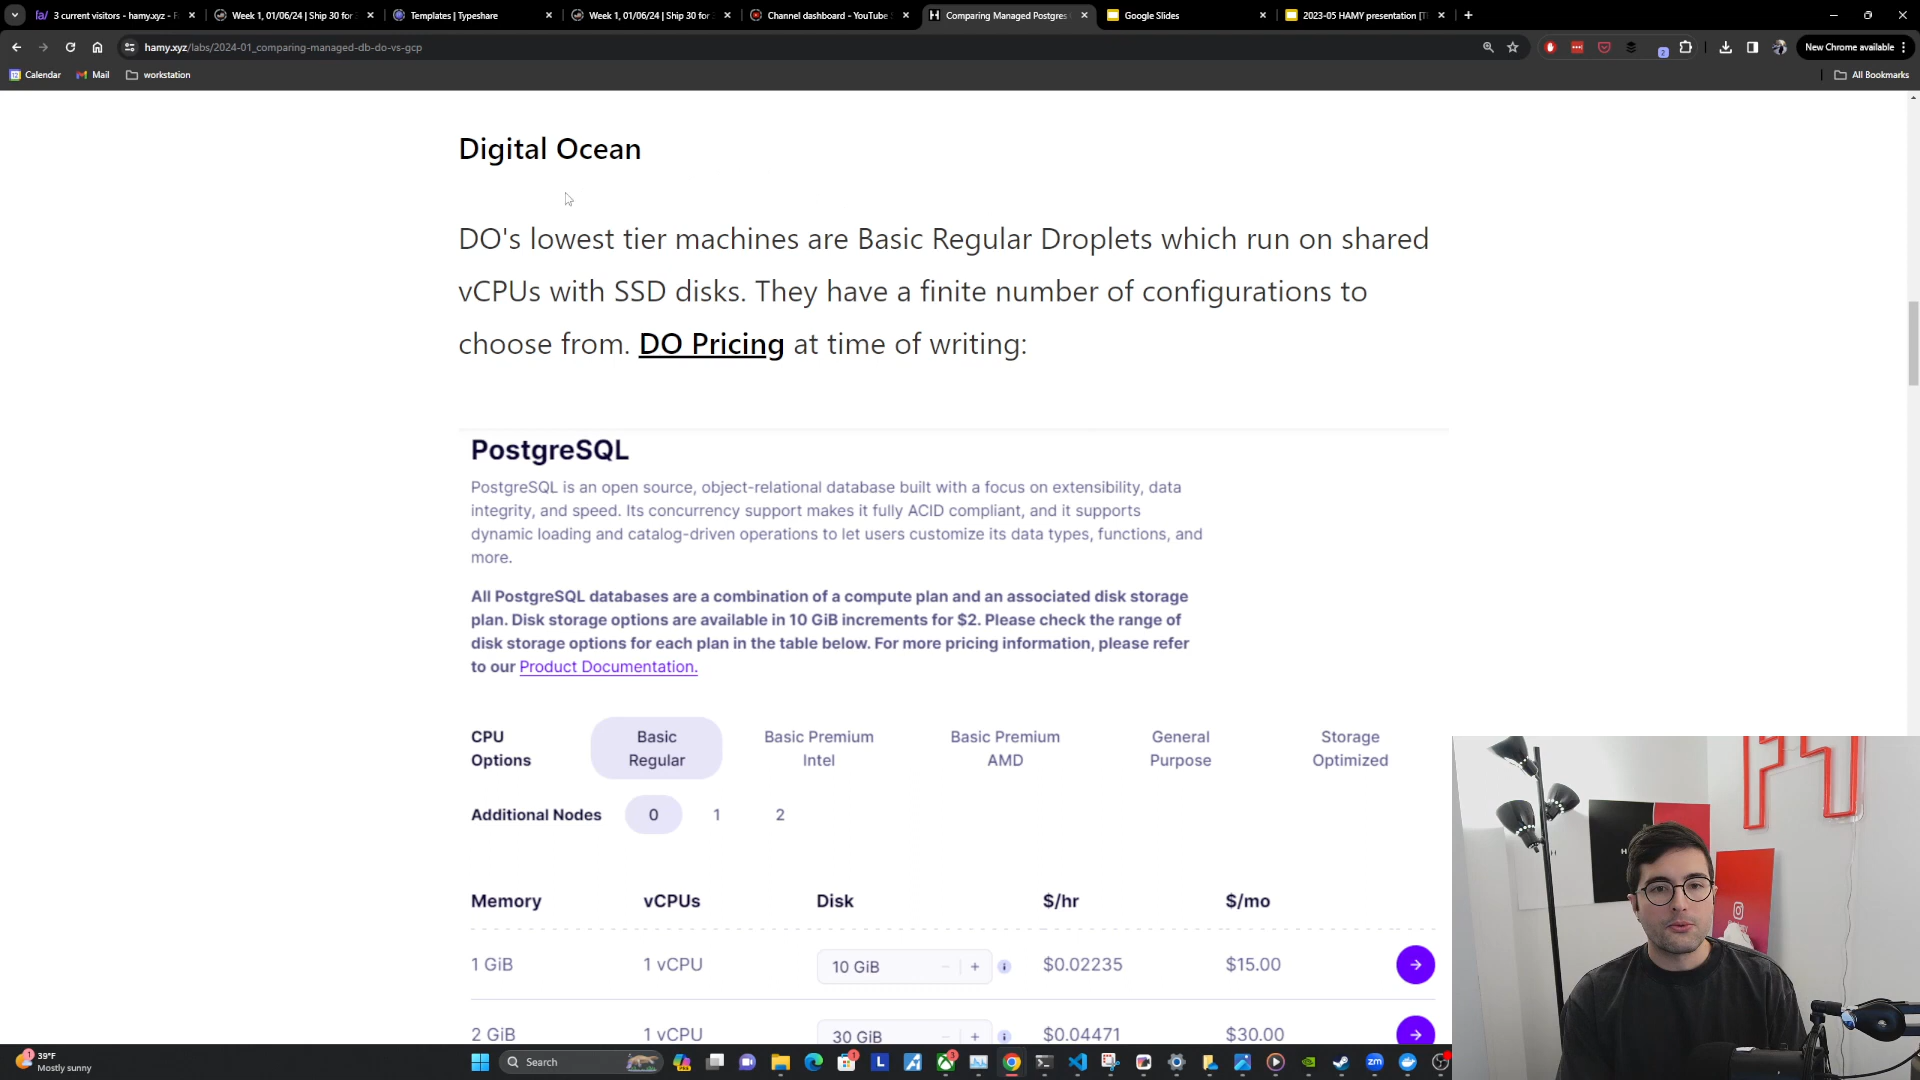 3 current visitors - hamy.xyz - F
Week 1, 01/06/24 | Ship 30 for
Templates | Typeshare
Week 1, 01/06/24 | Ship 30 for
Channel dashboard - YouTube
Comparing Managed Postgres
Google Slides
2023-05 HAMY presentation [T
hamy.xyz/labs/2024-01_comparing-managed-db-do-vs-gcp
New Chrome available
Calendar
Mail
workstation
All Bookmarks
Digital Ocean
DO's lowest tier machines are Basic Regular Droplets which run on shared
vCPUs with SSD disks. They have a finite number of configurations to
choose from. DO Pricing at time of writing:
PostgreSQL
PostgreSQL is an open source, object-relational database built with a focus on extensibility, data
integrity, and speed. Its concurrency support makes it fully ACID compliant, and it supports
dynamic loading and catalog-driven operations to let users customize its data types, functions, and
more.
All PostgreSQL databases are a combination of a compute plan and an associated disk storage
plan. Disk storage options are available in 10 GiB increments for $2. Please check the range of
disk storage options for each plan in the table below. For more pricing information, please refer
to our Product Documentation.
CPU Options Basic Regular Basic Premium Intel Basic Premium AMD General Purpose Storage Optimized
Additional Nodes 0 1 2
Memory vCPUs Disk $/hr $/mo
1 GiB 1 vCPU 10 GiB - + $0.02235 $15.00
2 GiB 1 vCPU 30 GiB - + $0.04471 $30.00
39°F
Mostly sunny
Search